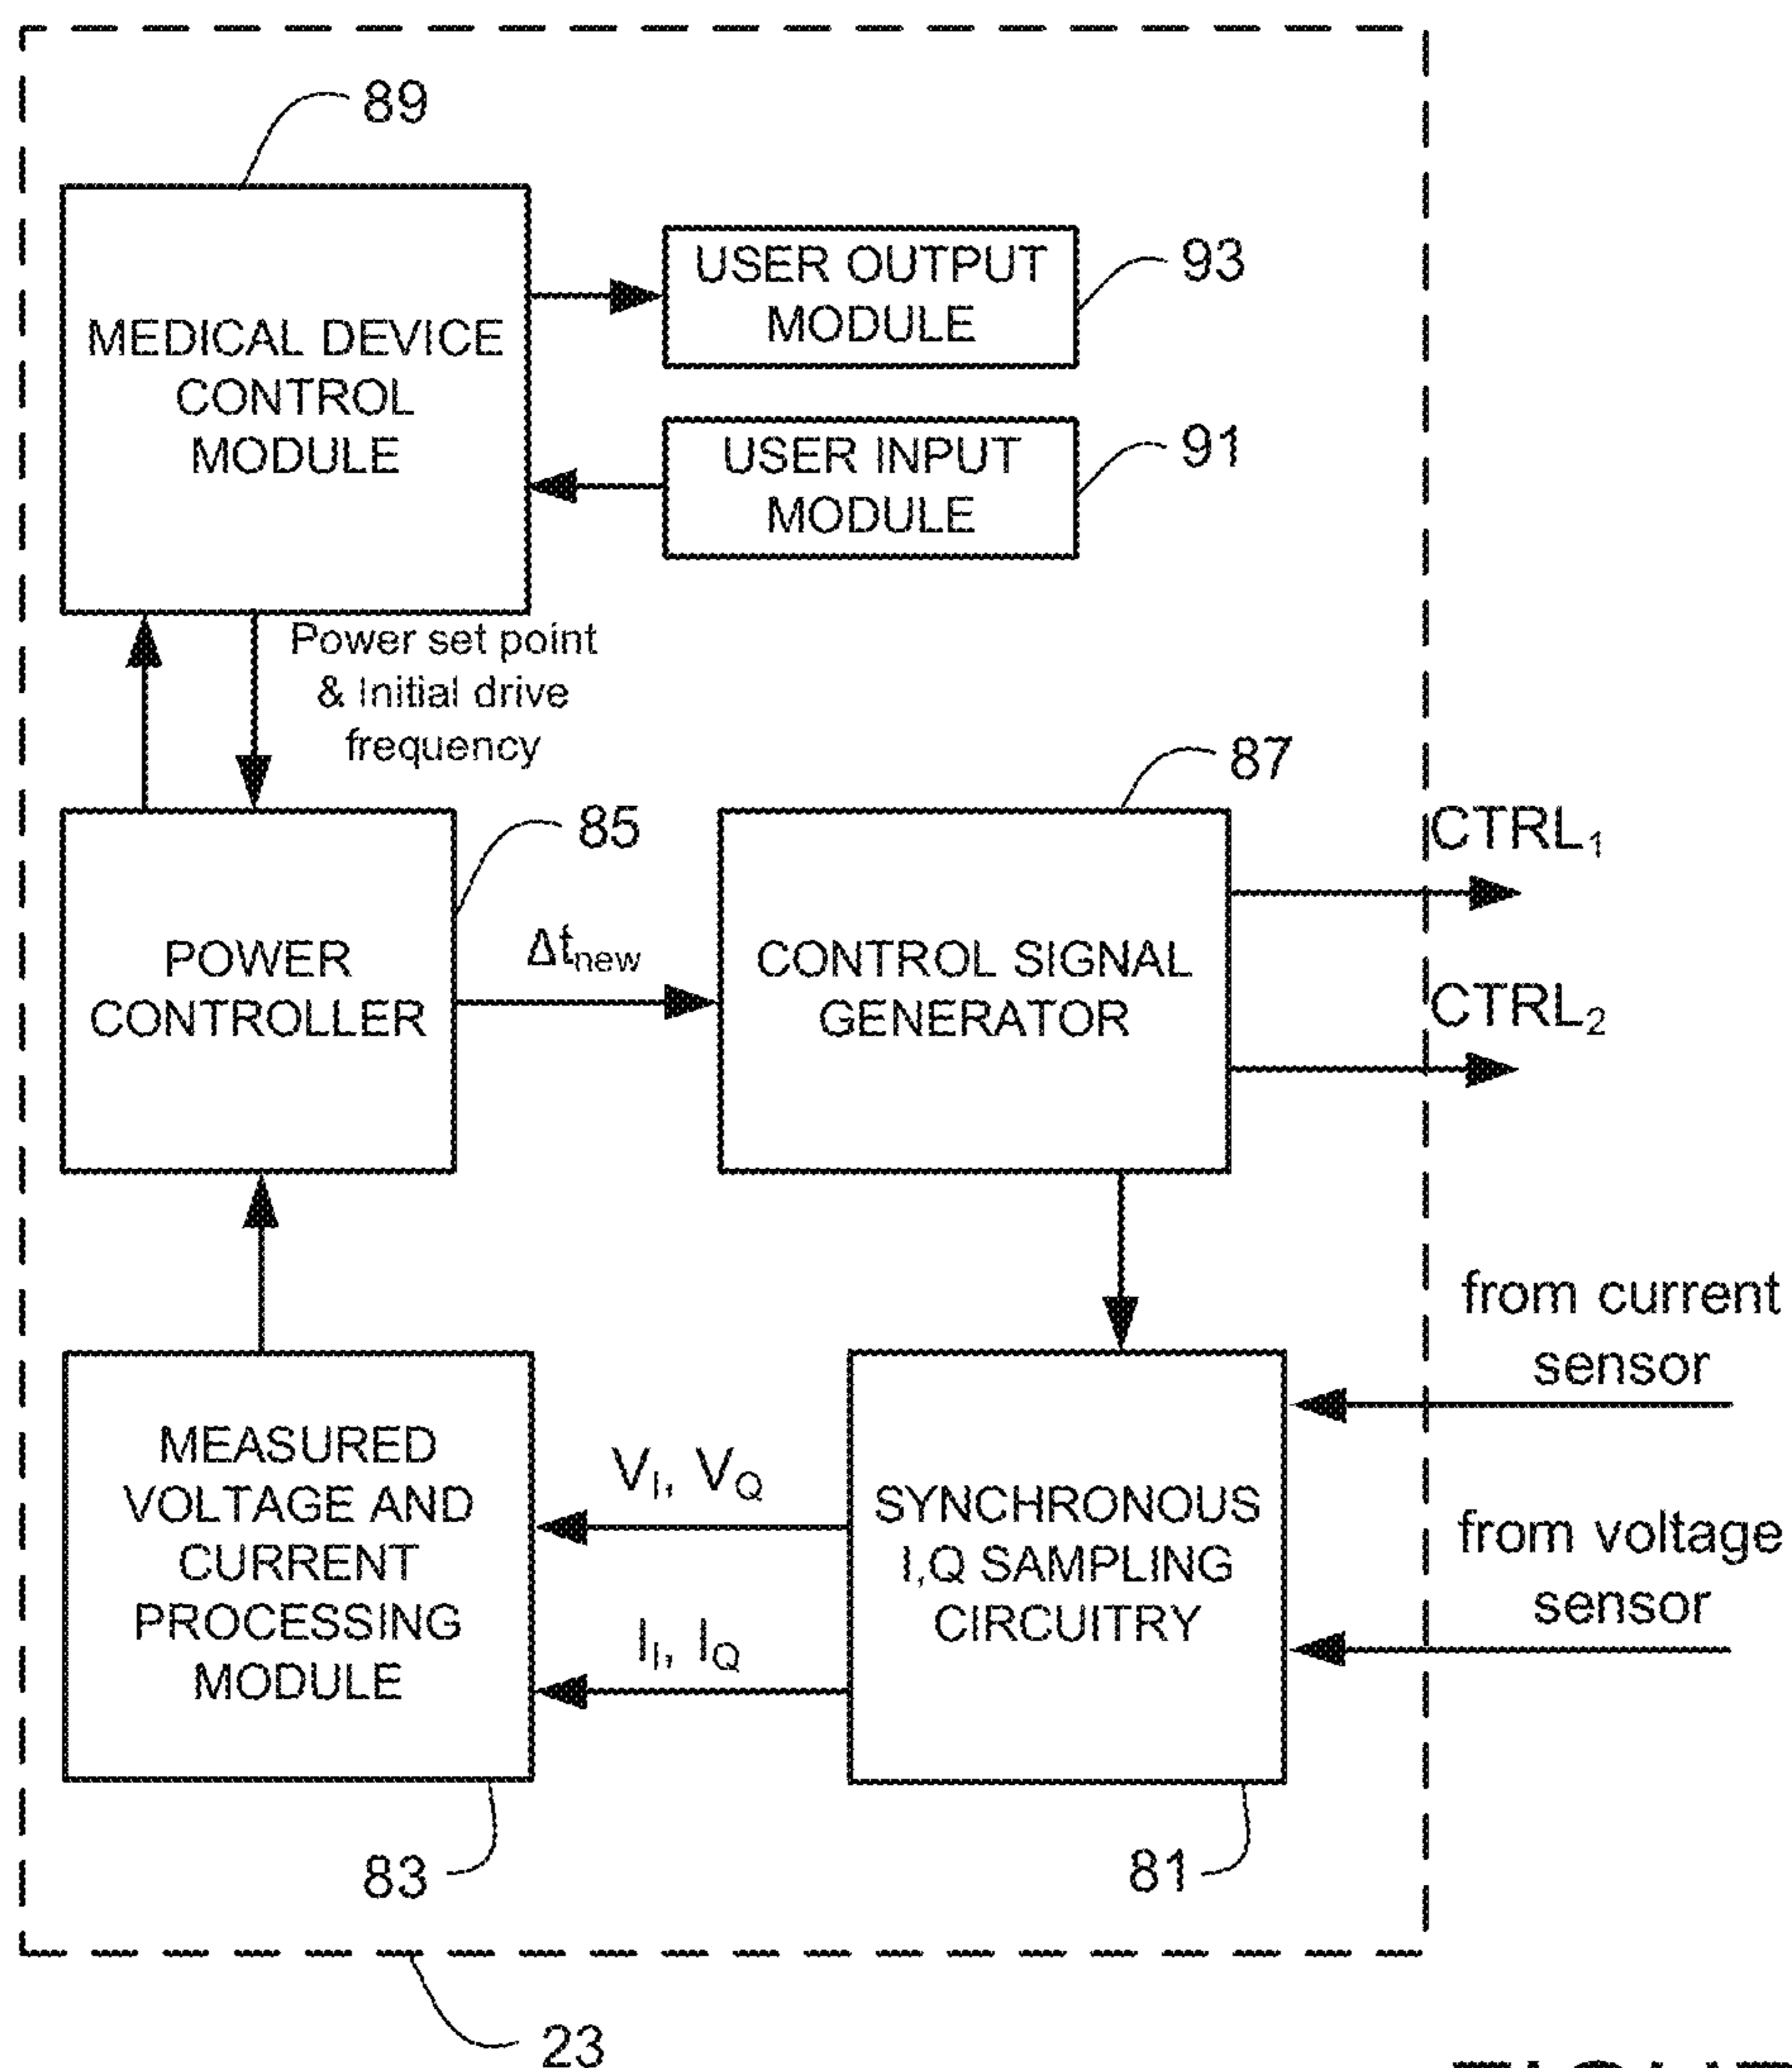 89
MEDICAL DEVICE
CONTROL
MODULE
USER OUTPUT
MODULE
93
USER INPUT
MODULE
91
Power set point
& Initial drive
frequency
87
85
POWER
CONTROLLER
Δtnew
CONTROL SIGNAL
GENERATOR
CTRL1
CTRL2
from current
sensor
from voltage
sensor
MEASURED
VOLTAGE AND
CURRENT
PROCESSING
MODULE
VI, VQ
II, IQ
SYNCHRONOUS
I,Q SAMPLING
CIRCUITRY
83
81
23